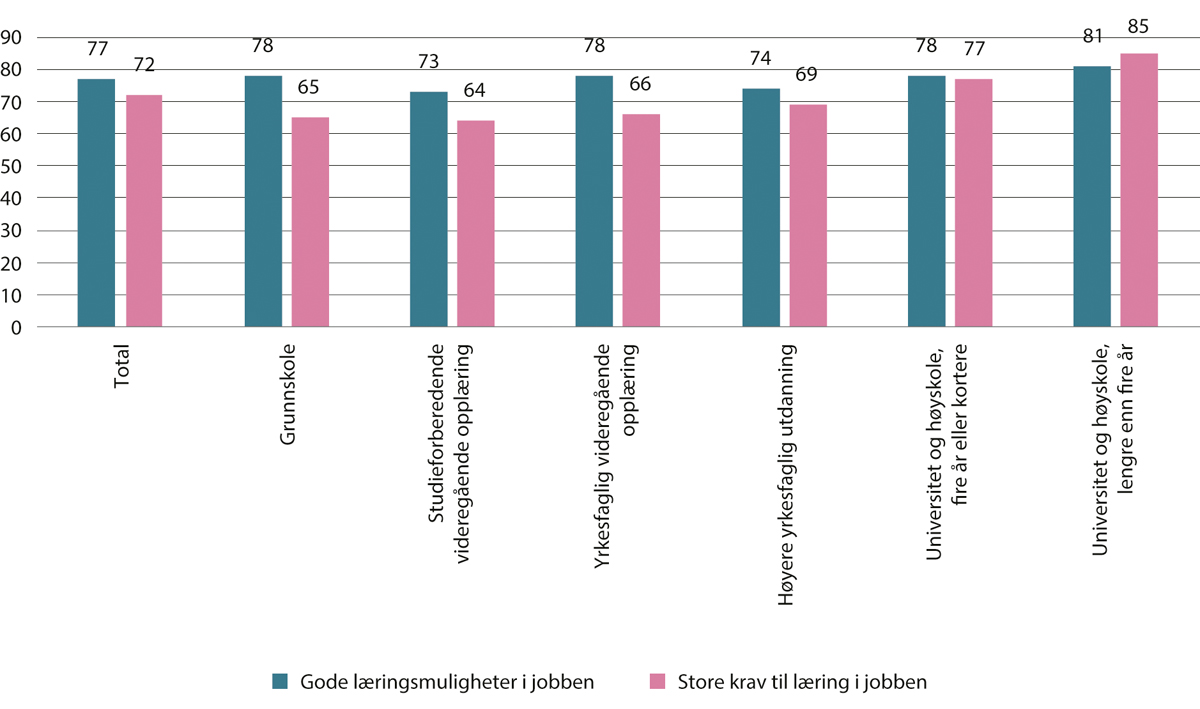 90
80
70
60
50
40
30
20
10
0
77
72
78
65
73
64
78
66
74
69
78
77
81
85
Total
Grunnskole
Studieforberedende
videregående opplæring
Yrkesfaglig videregående
opplæring
Høyere yrkesfaglig utdanning
Universitet og høyskole,
fire år eller kortere
Universitet og høyskole,
lengre enn fire år
Gode læringsmuligheter i jobben
Store krav til læring i jobben